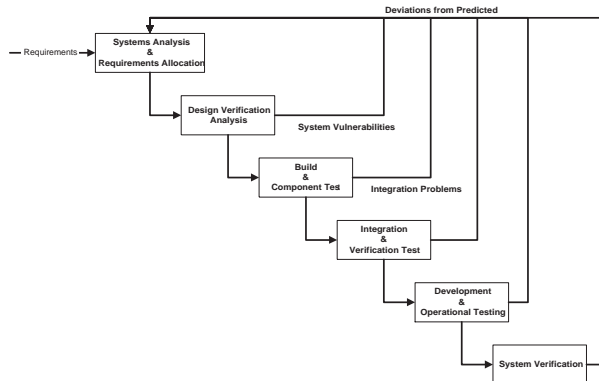 Deviations from Predicted
Requirements
Systems Analysis
&
Requirements Allocation
Design Verification
Analysis
System Vulnerabilities
Build
&
Component Test
Integration Problems
Integration
&
Verification Test
Development
&
Operational Testing
System Verification